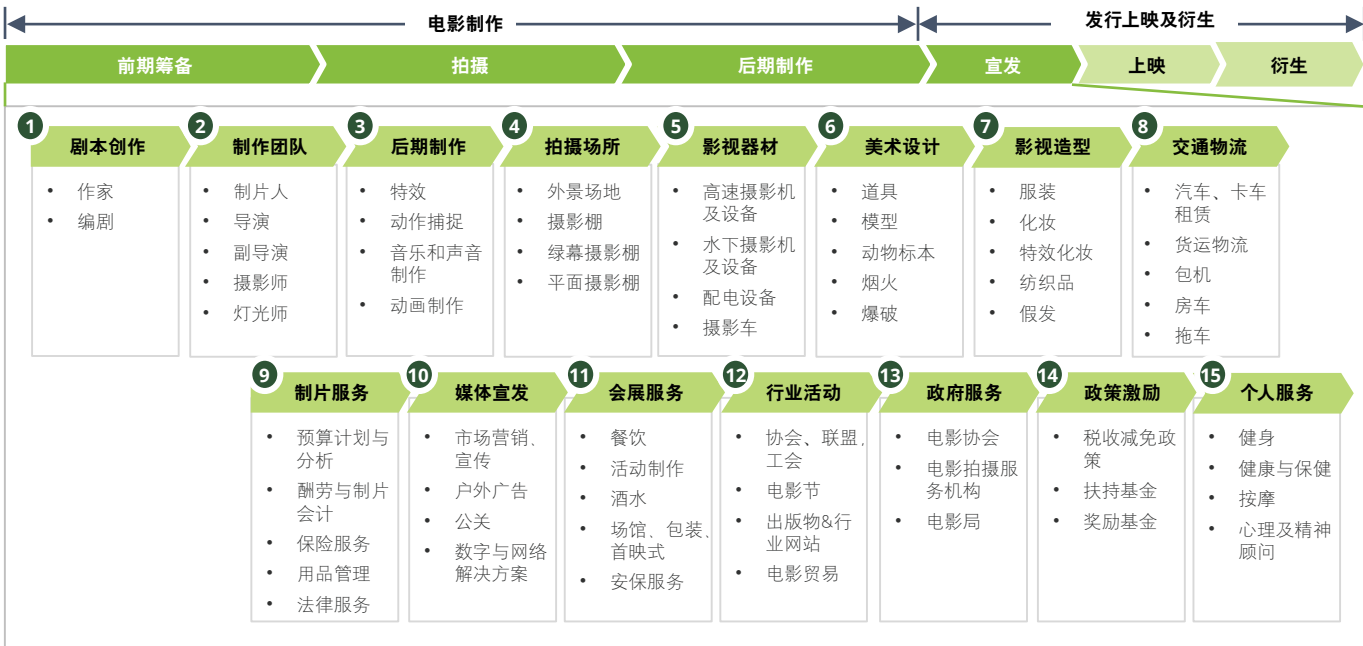 电影制作
发行上映及衍生
前期筹备
拍摄
后期制作
宣发
上映
衍生
1
剧本创作
• 作家
• 编剧
2
制作团队
• 制片人
• 导演
• 副导演
• 摄影师
• 灯光师
3
后期制作
• 特效
• 动作捕捉
• 音乐和声音
制作
• 动画制作
4
拍摄场所
• 外景场地
• 摄影棚
• 绿幕摄影棚
• 平面摄影棚
5
影视器材
• 高速摄影机
及设备
• 水下摄影机
及设备
• 配电设备
• 摄影车
6
美术设计
• 道具
• 模型
• 动物标本
• 烟火
• 爆破
7
影视造型
• 服装
• 化妆
• 特效化妆
• 纺织品
• 假发
8
交通物流
• 汽车、卡车
租赁
• 货运物流
• 包机
• 房车
• 拖车
9
制片服务
• 预算计划与
分析
• 酬劳与制片
会计
• 保险服务
• 用品管理
• 法律服务
10
媒体宣发
• 市场营销、
宣传
• 户外广告
• 公关
• 数字与网络
解决方案
11
会展服务
• 餐饮
• 活动制作
• 酒水
• 场馆、包装、
首映式
• 安保服务
12
行业活动
• 协会、联盟,
工会
• 电影节
• 出版物&行
业网站
• 电影贸易
13
政府服务
• 电影协会
• 电影拍摄服
务机构
• 电影局
14
政策激励
• 税收减免政
策
• 扶持基金
• 奖励基金
15
个人服务
• 健身
• 健康与保健
• 按摩
• 心理及精神
顾问